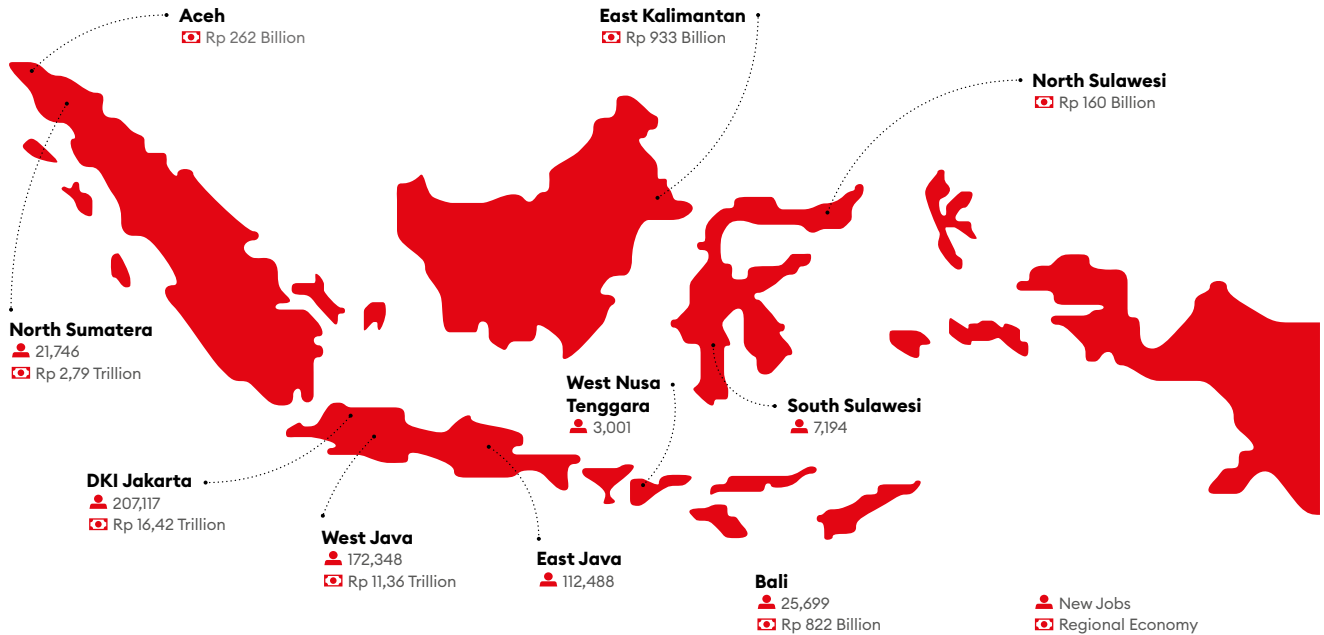 Aceh
Rp 262 Billion
East Kalimantan
Rp 933 Billion
North Sulawesi
Rp 160 Billion
North Sumatera
21,746
Rp 2,79 Trillion
West Nusa
Tenggara
3,001
South Sulawesi
7,194
DKI Jakarta
207,117
Rp 16,42 Trillion
West Java
172,348
Rp 11,36 Trillion
East Java
112,488
Bali
25,699
Rp 822 Billion
New Jobs
Regional Economy